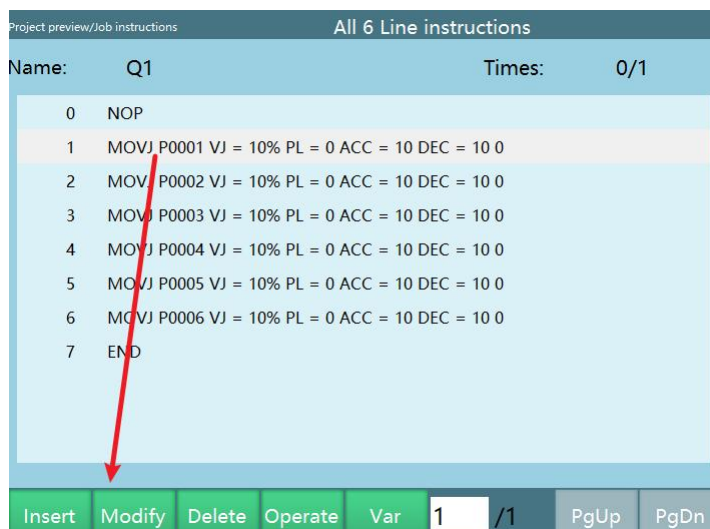 Project preview/Job instructions All 6 Line instructions
Name: Q1 Times: 0/1
0 NOP
1 MOVJ P0001 VJ = 10% PL = 0 ACC = 10 DEC = 10 0
2 MOVJ P0002 VJ = 10% PL = 0 ACC = 10 DEC = 10 0
3 MOVJ P0003 VJ = 10% PL = 0 ACC = 10 DEC = 10 0
4 MOVJ P0004 VJ = 10% PL = 0 ACC = 10 DEC = 10 0
5 MOVJ P0005 VJ = 10% PL = 0 ACC = 10 DEC = 10 0
6 MOVJ P0006 VJ = 10% PL = 0 ACC = 10 DEC = 10 0
7 END
Insert Modify Delete Operate Var 1 /1 PgUp PgDn